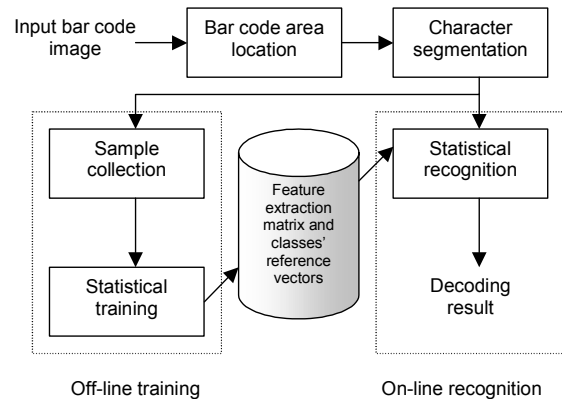 Input bar code
image
Bar code area
location
Character
segmentation
Sample
collection
Statistical
training
Feature
extraction
matrix and
classes'
reference
vectors
Statistical
recognition
Decoding
result
Off-line training
On-line recognition